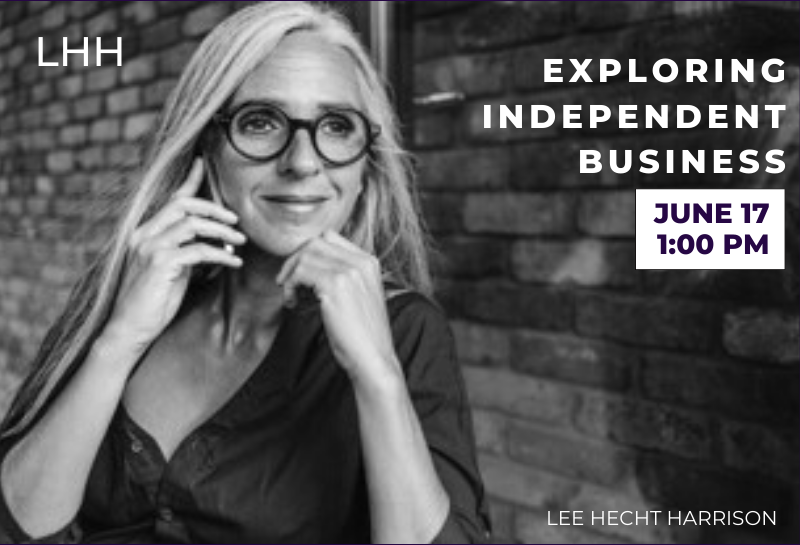 LHH
EXPLORING
INDEPENDENT
BUSINESS
JUNE 17
1:00 PM
LEE HECHT HARRISON